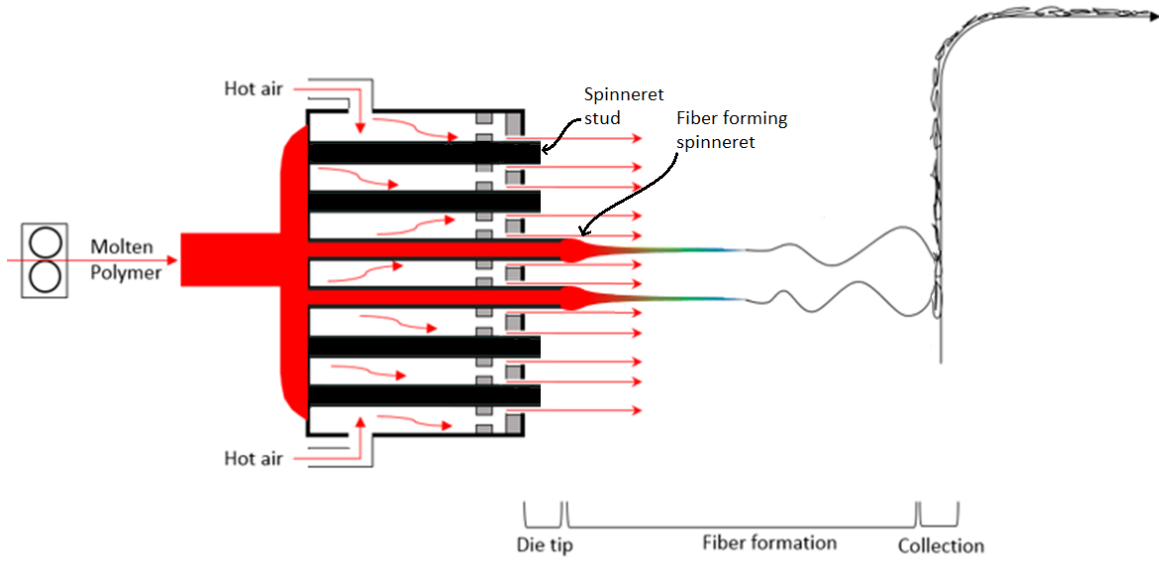 Hot air
Spinneret
stud
Fiber forming
spinneret
Molten
Polymer
Hot air
Die tip
Fiber formation
Collection